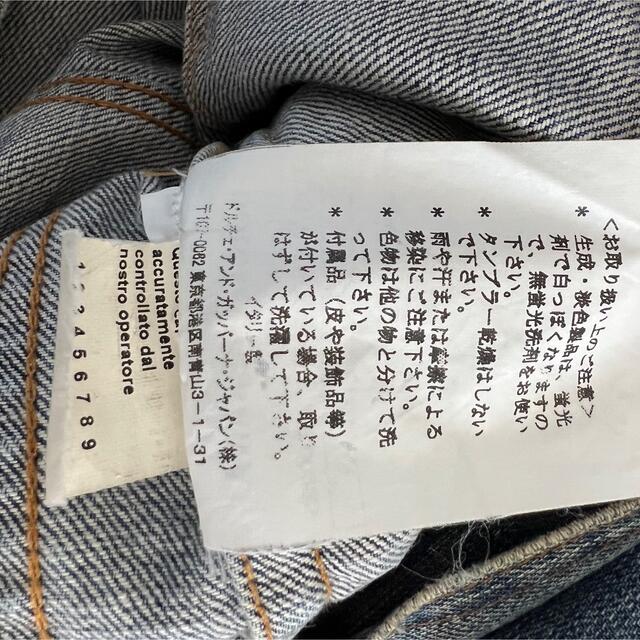 ＜お取り扱い上のご注意＞
* 生成・淡色製品は、蛍光
剤で白っぽくなりますの
で、無蛍光洗剤をお使い
下さい。
* タンブラー乾燥はしない
で下さい。
* 雨や汗または摩擦による
移染にご注意下さい。
* 色物は他の物と分けて洗
って下さい。
* 付属品（皮や装飾品等）
が付いている場合、取り
はずして洗濯して下さい。
イタリー製
ドルチェ・アンド・ガッバーナ・ジャパン(株)
東京都港区南青山3-1-31
accuratamente
controllato dal
nostro operatore
4 5 6 7 8 9